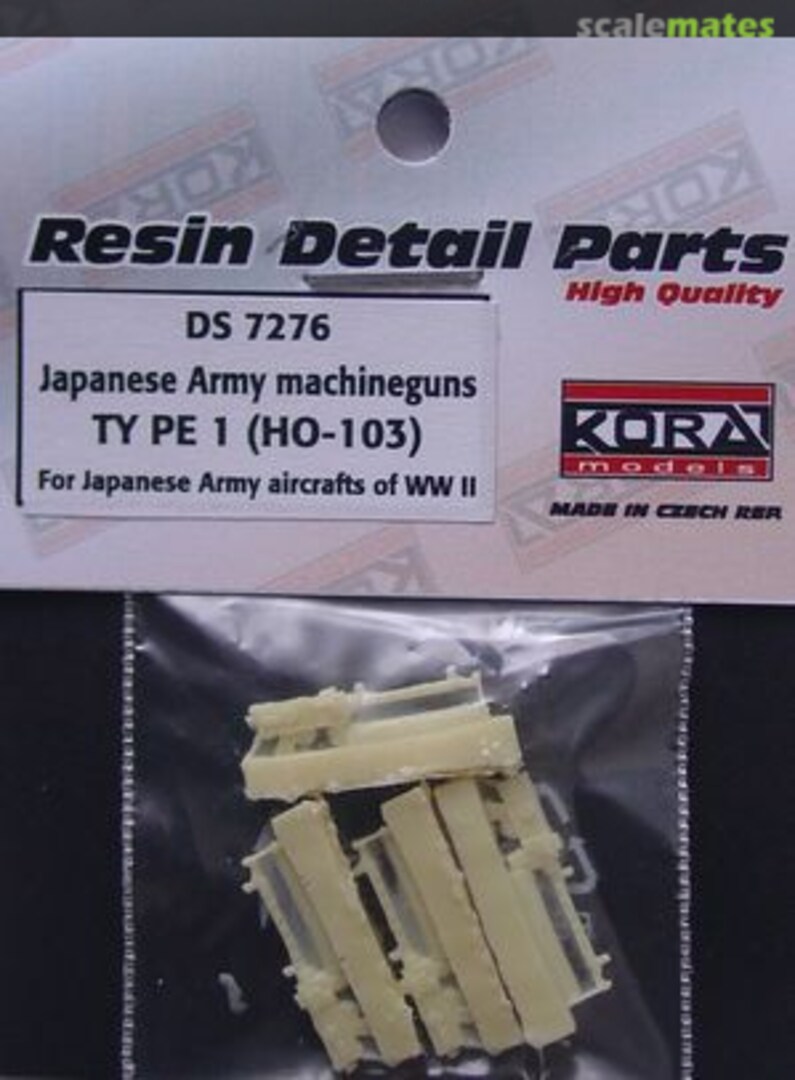 scalemates
Resin Detail Parts
High Quality
DS 7276
Japanese Army machineguns
TY PE 1 (HO-103)
For Japanese Army aircrafts of WW II
KORA
models
MADE IN CZECH REP.